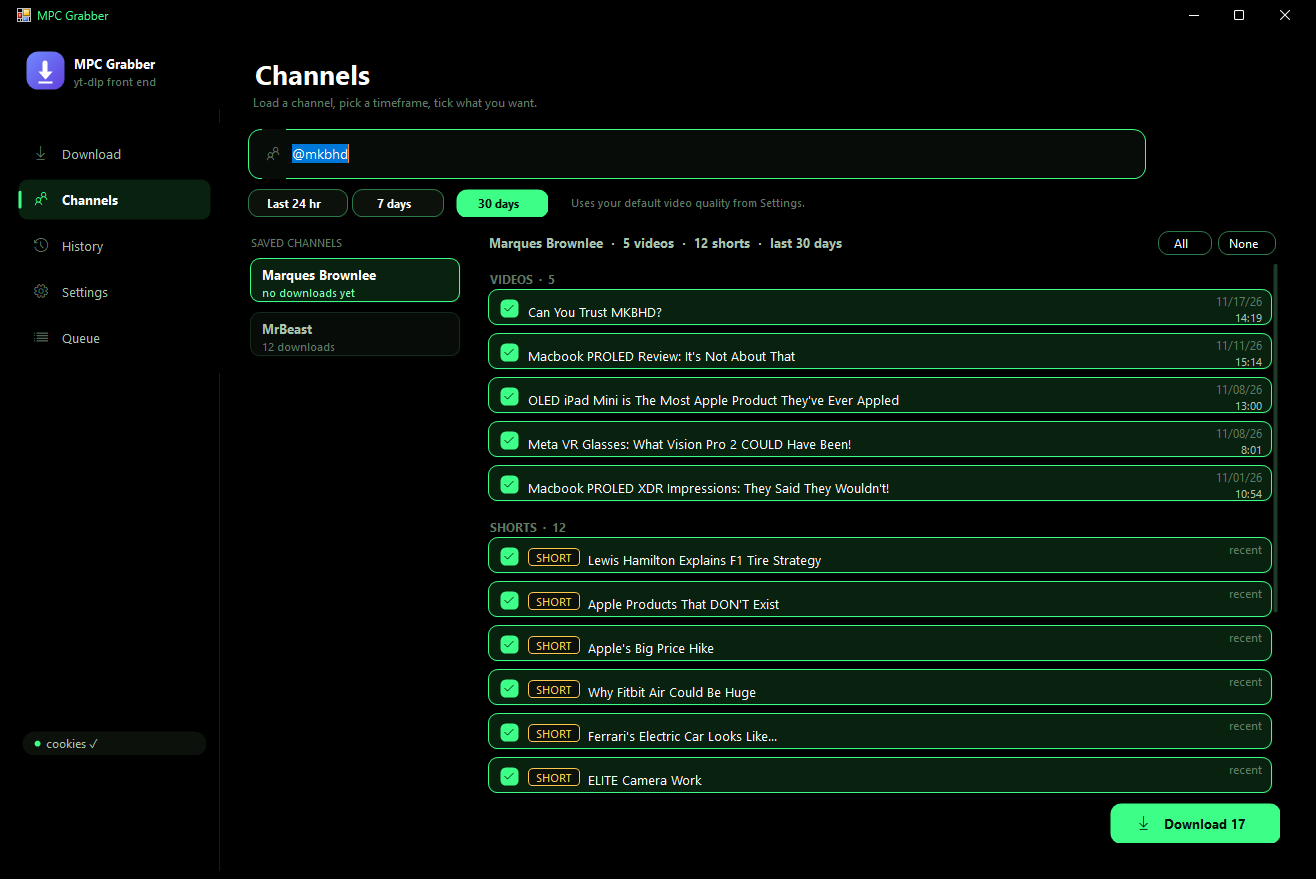 MPC Grabber
MPC Grabber
yt-dlp front end
Download
Channels
History
Settings
Queue
cookies ✓
Channels
Load a channel, pick a timeframe, tick what you want.
@mkbhd
Last 24 hr
7 days
30 days
Uses your default video quality from Settings.
SAVED CHANNELS
Marques Brownlee
no downloads yet
MrBeast
12 downloads
Marques Brownlee · 5 videos · 12 shorts · last 30 days
All
None
VIDEOS · 5
Can You Trust MKBHD?
11/17/26
14:19
Macbook PROLED Review: It's Not About That
11/11/26
15:14
OLED iPad Mini is The Most Apple Product They've Ever Appled
11/08/26
13:00
Meta VR Glasses: What Vision Pro 2 COULD Have Been!
11/08/26
8:01
Macbook PROLED XDR Impressions: They Said They Wouldn't!
11/01/26
10:54
SHORTS · 12
SHORT Lewis Hamilton Explains F1 Tire Strategy
recent
SHORT Apple Products That DON'T Exist
recent
SHORT Apple's Big Price Hike
recent
SHORT Why Fitbit Air Could Be Huge
recent
SHORT Ferrari's Electric Car Looks Like...
recent
SHORT ELITE Camera Work
recent
Download 17